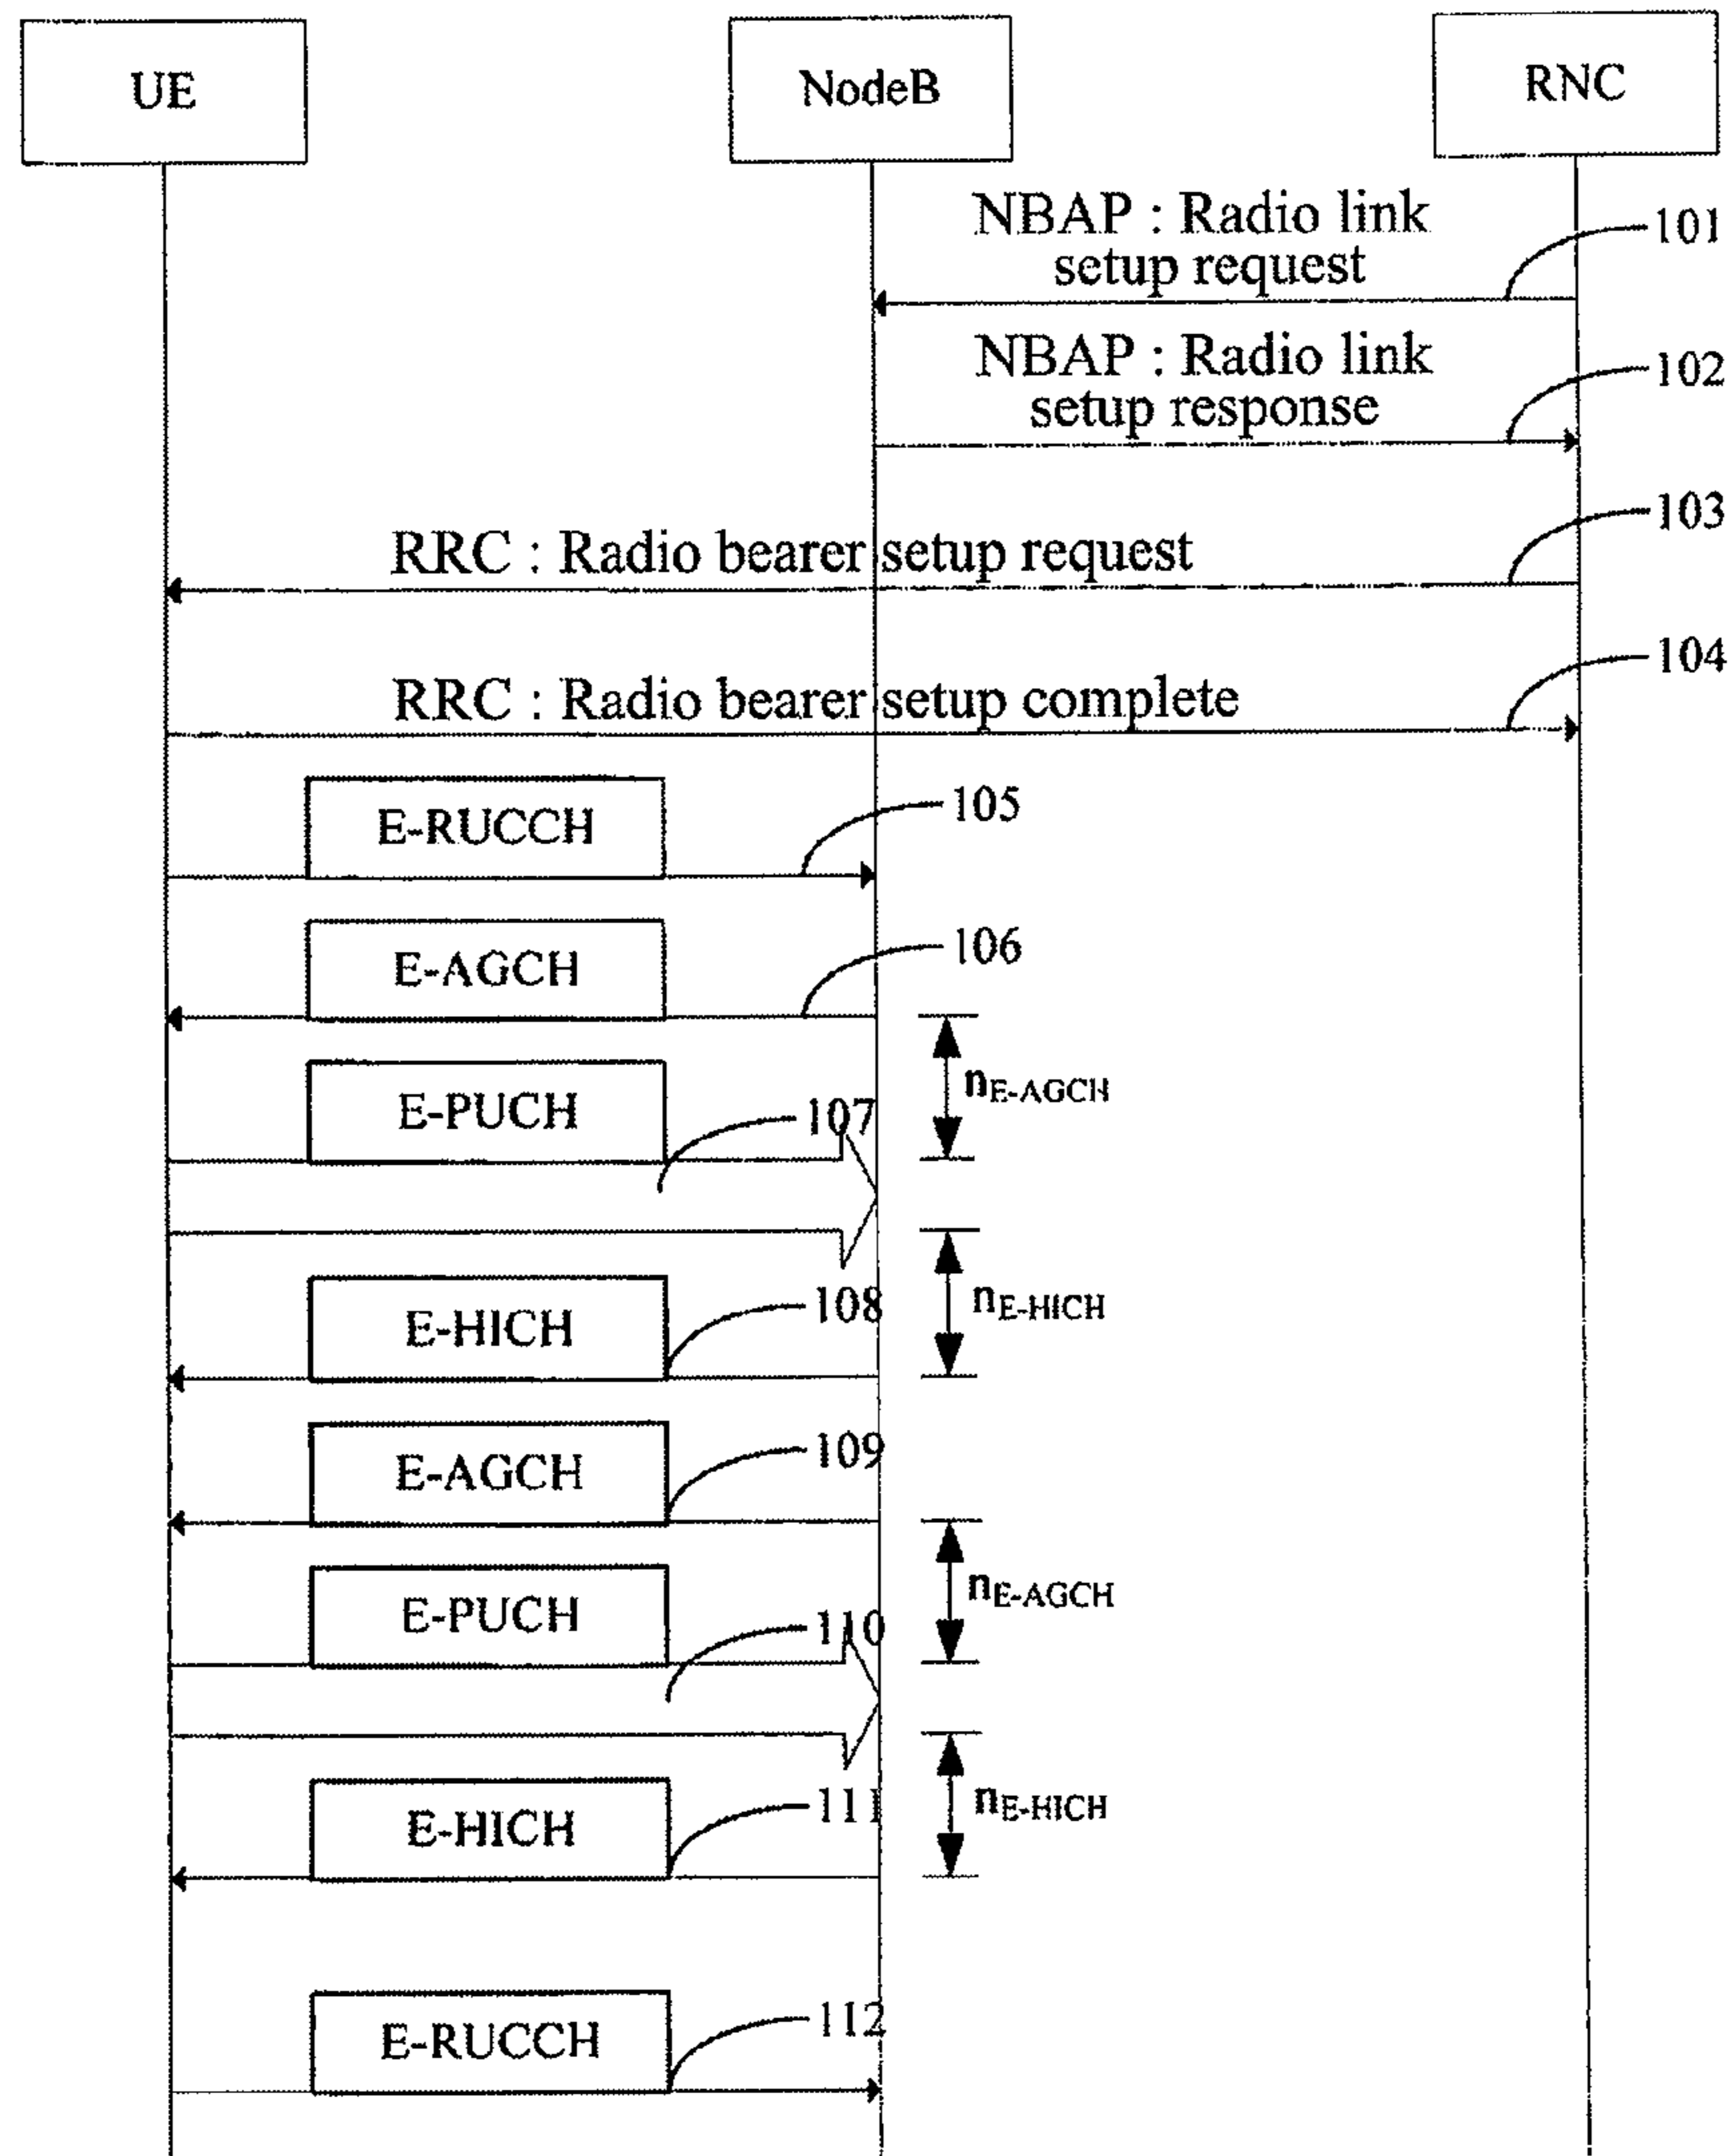 UE
NodeB
RNC
NBAP : Radio link
setup request
101
NBAP : Radio link
setup response
102
103
RRC : Radio bearer setup request
104
RRC : Radio bearer setup complete
E-RUCCH
105
E-AGCH
106
nE-AGCH
E-PUCH
107
nE-HICH
E-HICH
108
E-AGCH
109
nE-AGCH
E-PUCH
110
nE-HICH
E-HICH
111
E-RUCCH
112